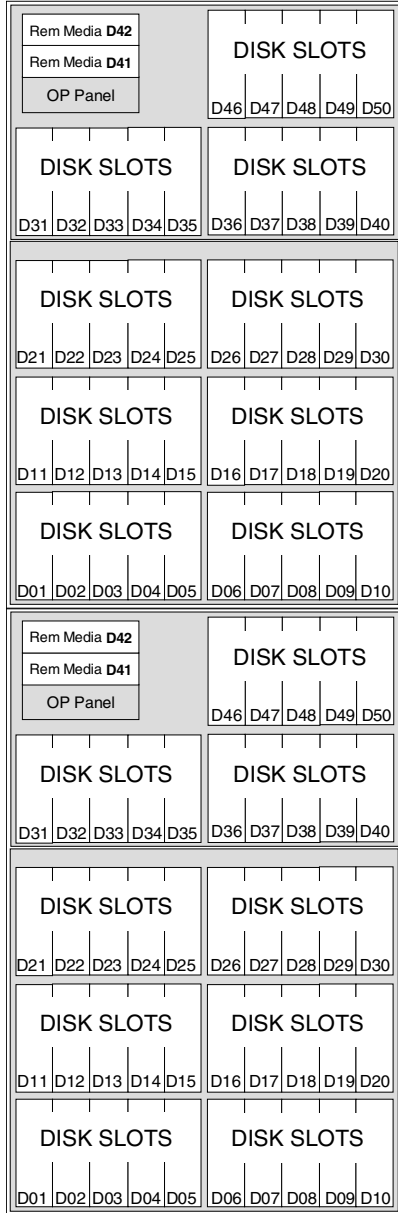 Rem Media D42
Rem Media D41
OP Panel
DISK SLOTS
D46 D47 D48 D49 D50
DISK SLOTS DISK SLOTS
D31 D32 D33 D34 D35 D36 D37 D38 D39 D40
DISK SLOTS DISK SLOTS
D21 D22 D23 D24 D25 D26 D27 D28 D29 D30
DISK SLOTS DISK SLOTS
D11 D12 D13 D14 D15 D16 D17 D18 D19 D20
DISK SLOTS DISK SLOTS
D01 D02 D03 D04 D05 D06 D07 D08 D09 D10
Rem Media D42
Rem Media D41
OP Panel
DISK SLOTS
D46 D47 D48 D49 D50
DISK SLOTS DISK SLOTS
D31 D32 D33 D34 D35 D36 D37 D38 D39 D40
DISK SLOTS DISK SLOTS
D21 D22 D23 D24 D25 D26 D27 D28 D29 D30
DISK SLOTS DISK SLOTS
D11 D12 D13 D14 D15 D16 D17 D18 D19 D20
DISK SLOTS DISK SLOTS
D01 D02 D03 D04 D05 D06 D07 D08 D09 D10